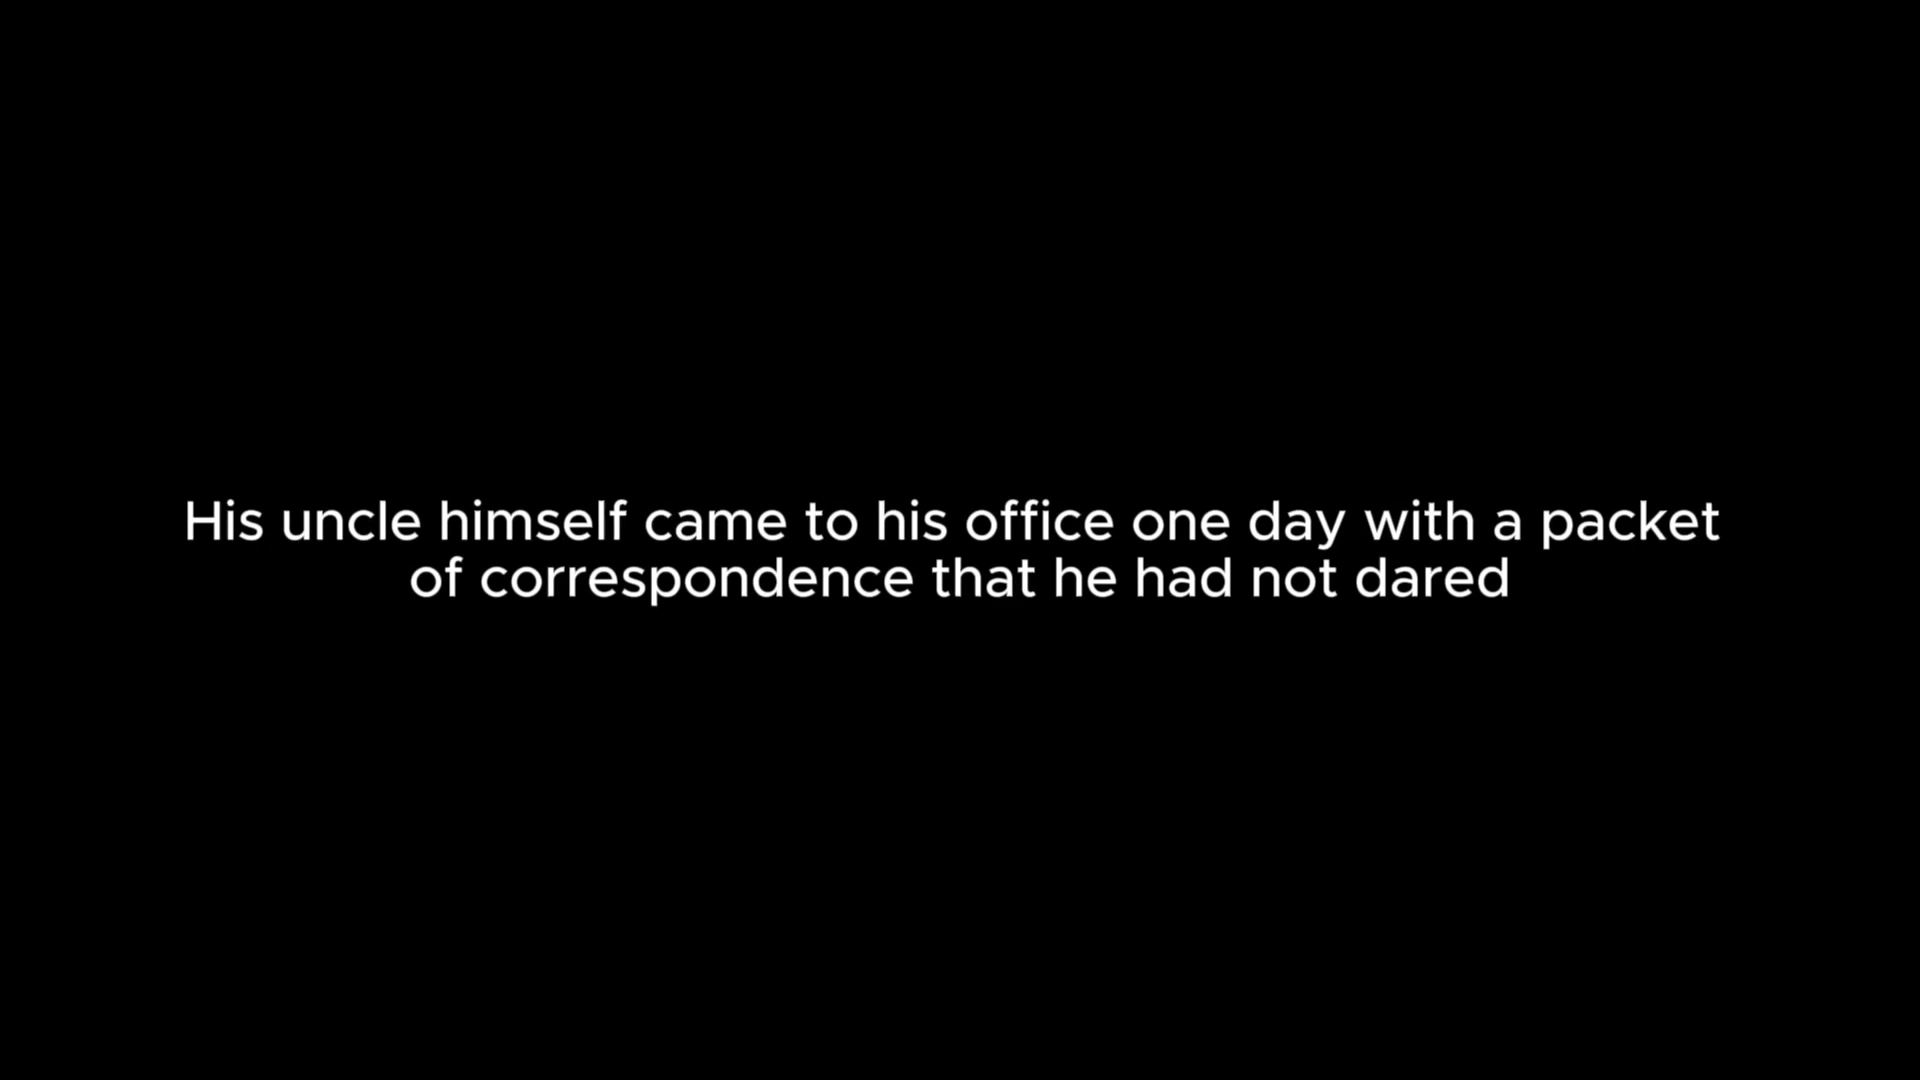 His uncle himself came to his office one day with a packet
of correspondence that he had not dared